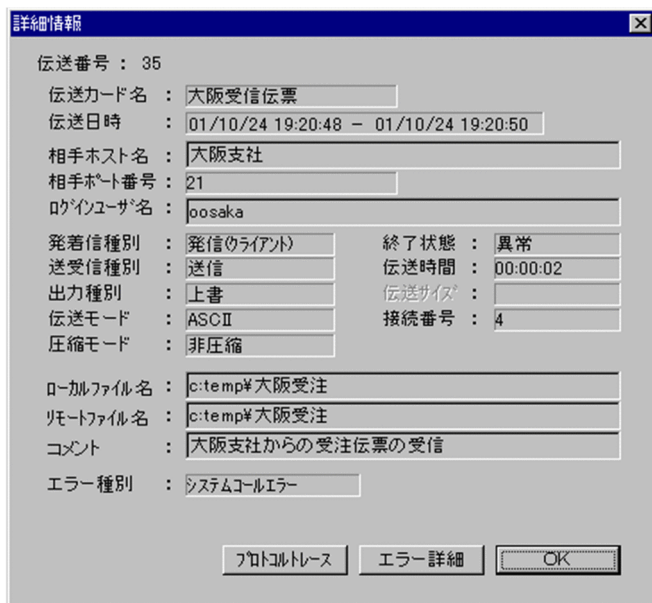 詳細情報
伝送番号 : 35
伝送カード名 : 大阪受信伝票
伝送日時 : 01/10/24 19:20:48 - 01/10/24 19:20:50
相手ホスト名 : 大阪支社
相手ポート番号 : 21
ログインユーザ名 : oosaka
発着信種別 : 発信(クライアント) 終了状態 : 異常
送受信種別 : 送信 伝送時間 : 00:00:02
出力種別 : 上書 伝送サイズ :
伝送モード : ASCII 接続番号 : 4
圧縮モード : 非圧縮
ローカルファイル名 : c:temp¥大阪受注
リモートファイル名 : c:temp¥大阪受注
コメント : 大阪支社からの受注伝票の受信
エラー種別 : システムコールエラー
プロトコルトレース エラー詳細 OK